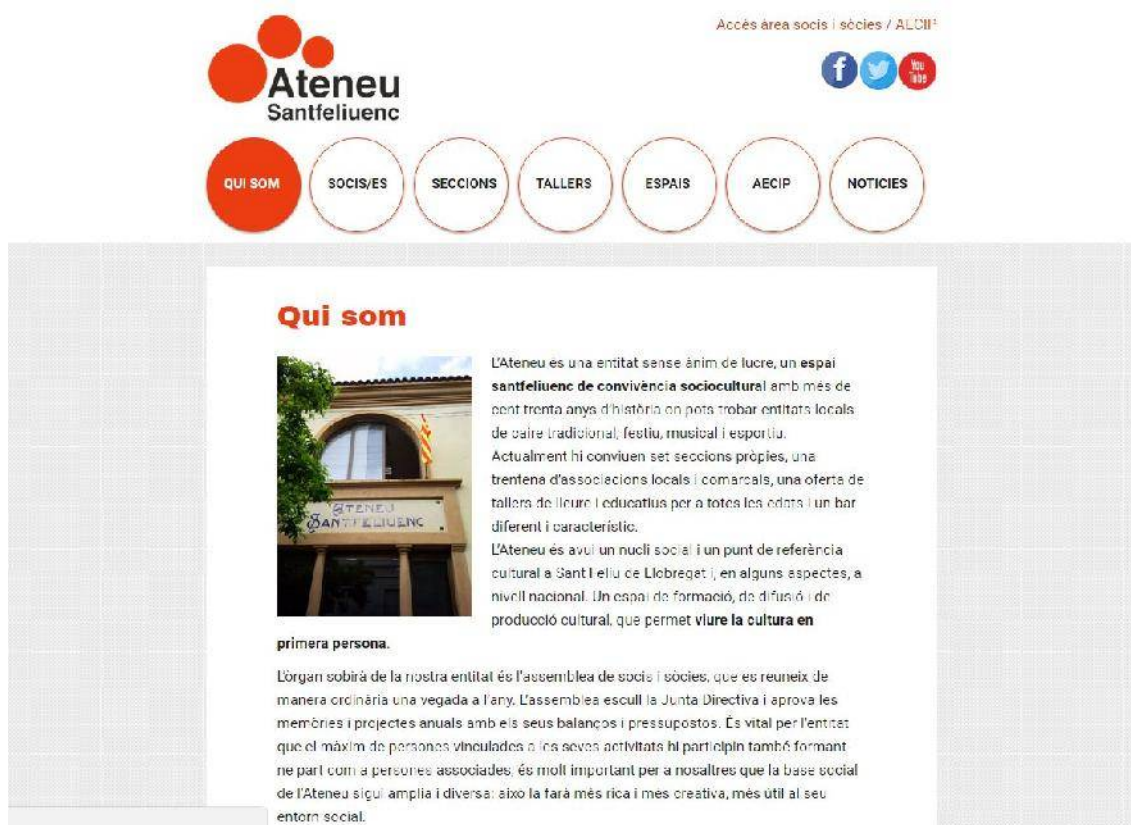 Accés àrea socis i sòcies / AECIP
Ateneu
Santfeliuenc
f
You
Tube
QUI SOM
SOCIS/ES
SECCIONS
TALLERS
ESPAIS
AECIP
NOTICIES
Qui som
L'Ateneu és una entitat sense ànim de lucre, un espai
santfeliuenc de convivència sociocultural amb més de
cent trenta anys d'història on pots trobar entitats locals
de caire tradicional, festiu, musical i esportiu.
Actualment hi conviuen set seccions pròpies, una
trentena d'associacions locals i comarcals, una oferta de
tallers de lleure i educatius per a totes les edats i un bar
diferent i característic.
L'Ateneu és avui un nucli social i un punt de referència
cultural a Sant Feliu de Llobregat i, en alguns aspectes, a
nivell nacional. Un espai de formació, de difusió i de
producció cultural, que permet viure la cultura en
primera persona.
ATENEU
SANTFELIUENC
L'òrgan sobirà de la nostra entitat és l'assemblea de socis i sòcies, que es reuneix de
manera ordinària una vegada a l'any. L'assemblea escull la Junta Directiva i aprova les
memòries i projectes anuals amb els seus balanços i pressupostos. És vital per l'entitat
que el màxim de persones vinculades a les seves activitats hi participin també formant-
ne part com a persones associades, és molt important per a nosaltres que la base social
de l'Ateneu sigui amplia i diversa: això la farà més rica i més creativa, més útil al seu
entorn social.